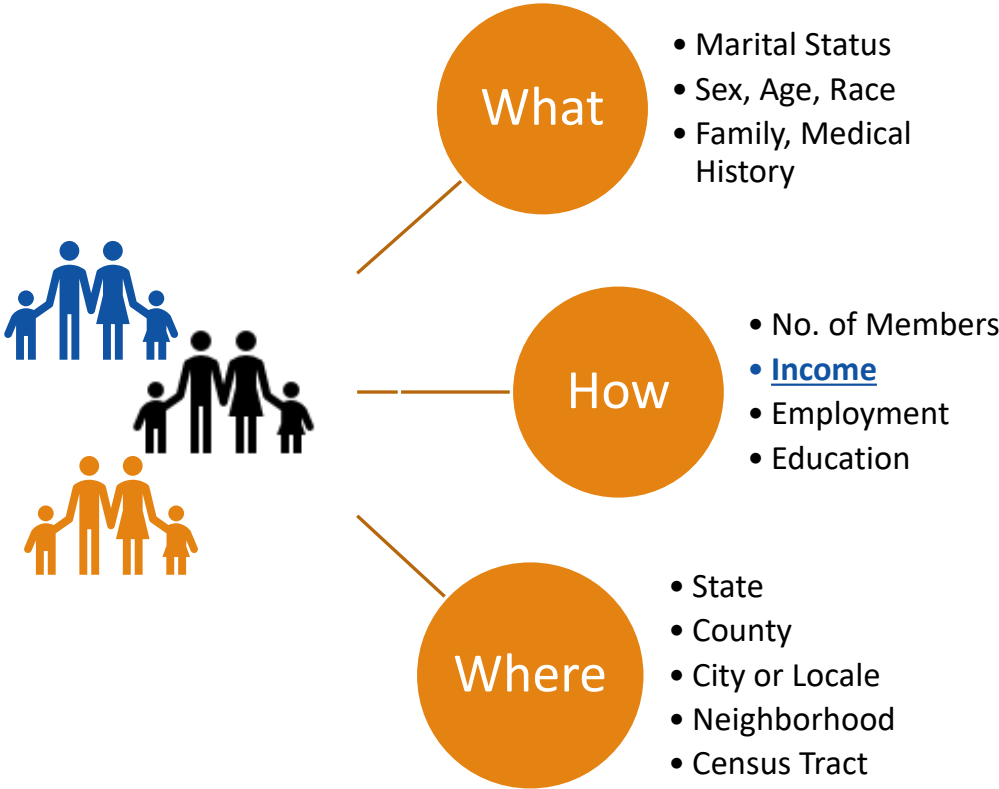 What
• Marital Status
• Sex, Age, Race
• Family, Medical
History
How
• No. of Members
• Income
• Employment
• Education
Where
• State
• County
• City or Locale
• Neighborhood
• Census Tract